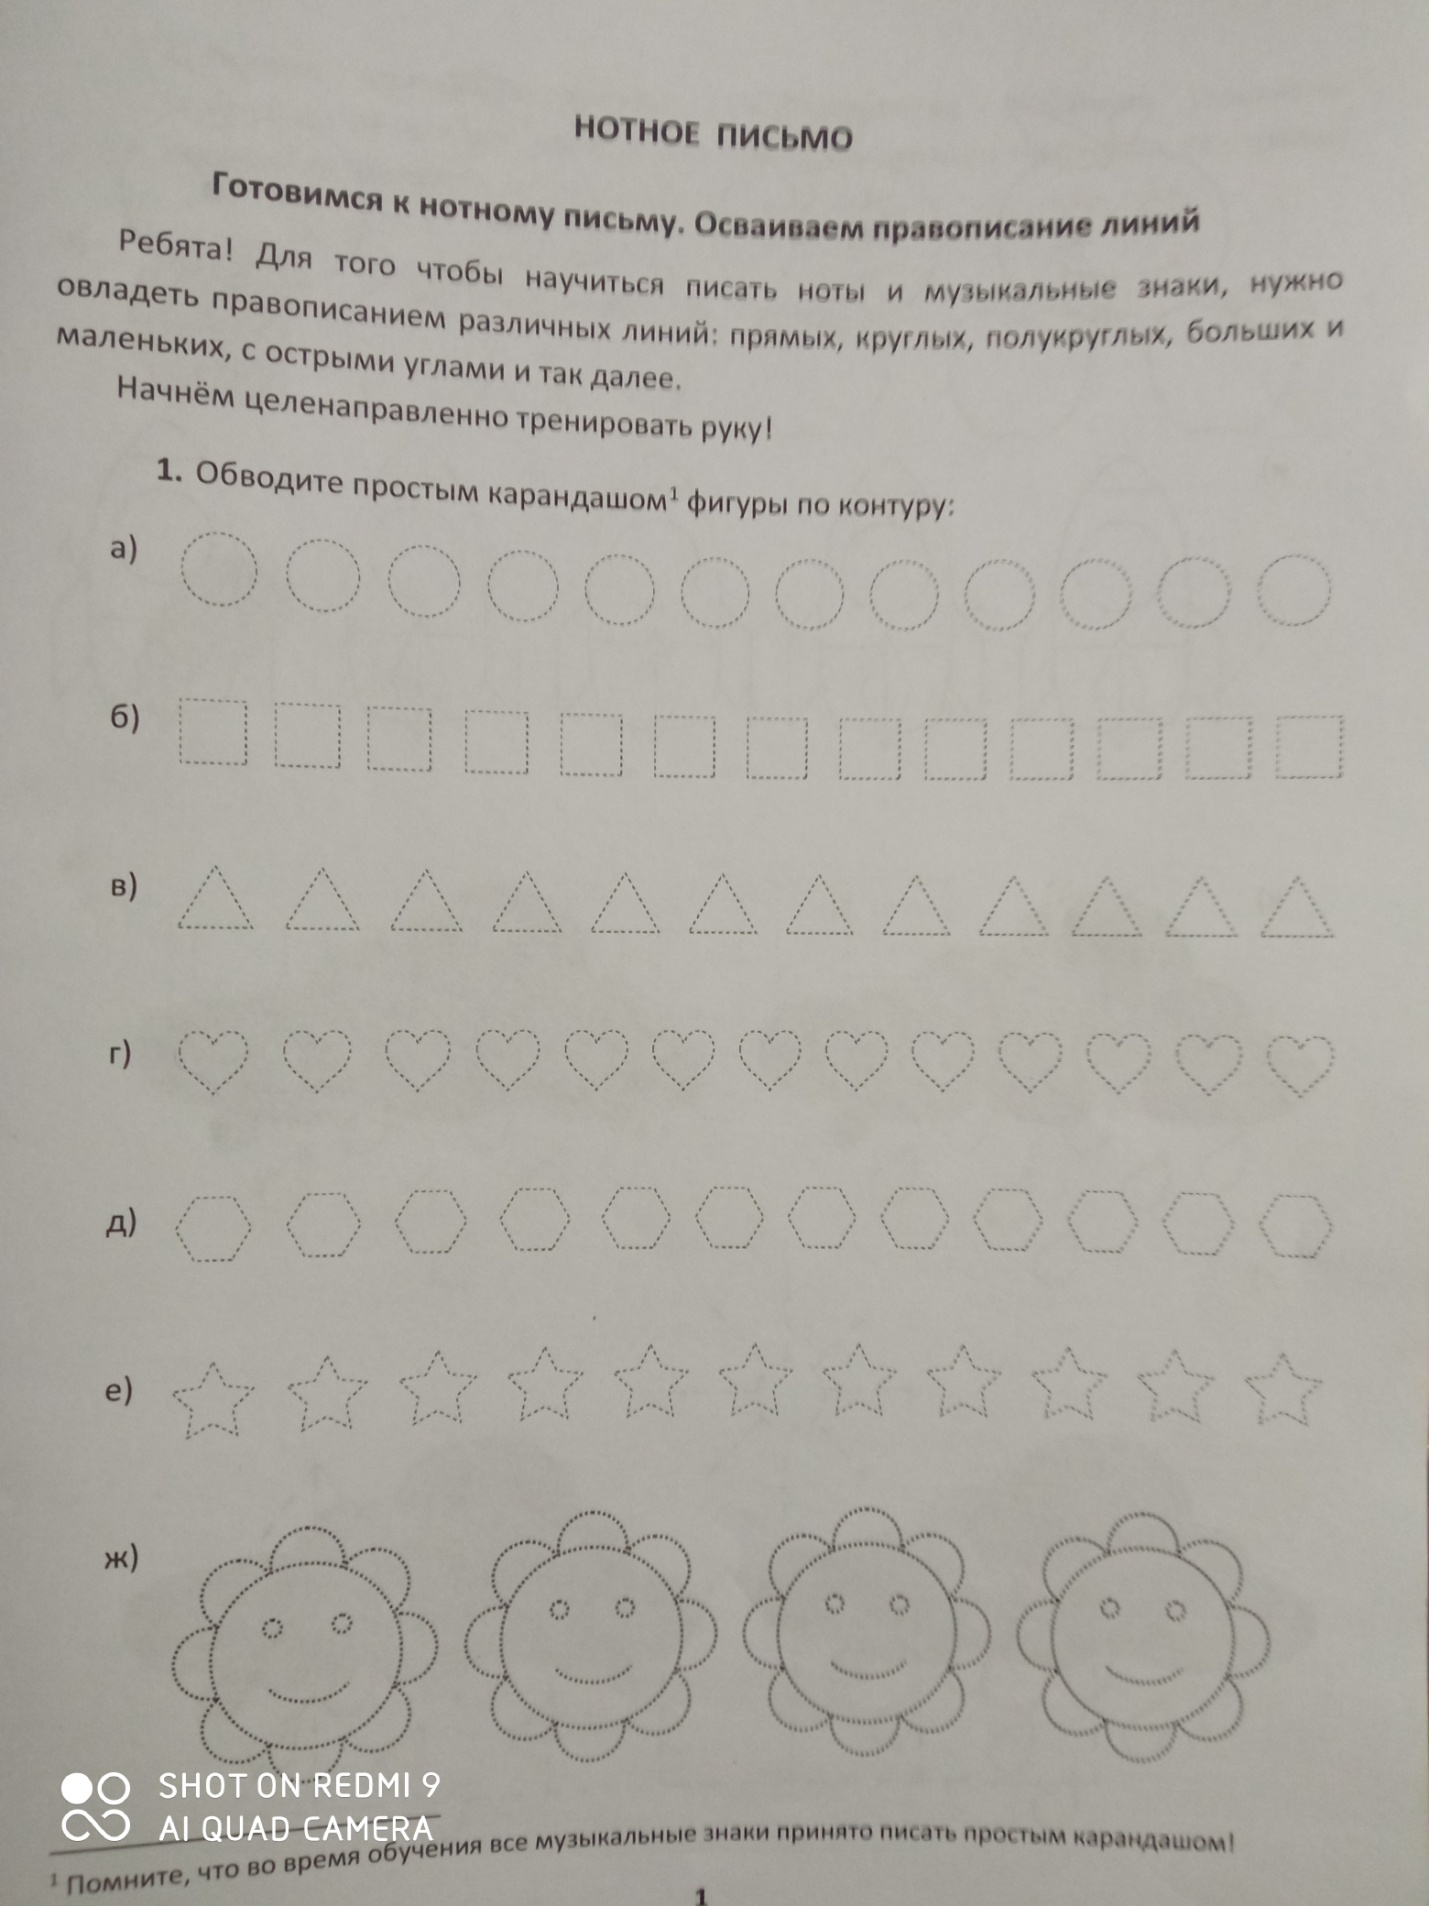 НОТНОЕ ПИСЬМО
Готовимся к нотному письму. Осваиваем правописание линий
Ребята! Для того чтобы научиться писать ноты и музыкальные знаки, нужно
овладеть правописанием различных линий: прямых, круглых, полукруглых, больших и
маленьких, с острыми углами и так далее.
Начнём целенаправленно тренировать руку!
1. Обводите простым карандашом¹ фигуры по контуру:
а)
б)
в)
г)
д)
е)
ж)
SHOT ON REDMI 9
AI QUAD CAMERA
¹ Помните, что во время обучения все музыкальные знаки принято писать простым карандашом!
1